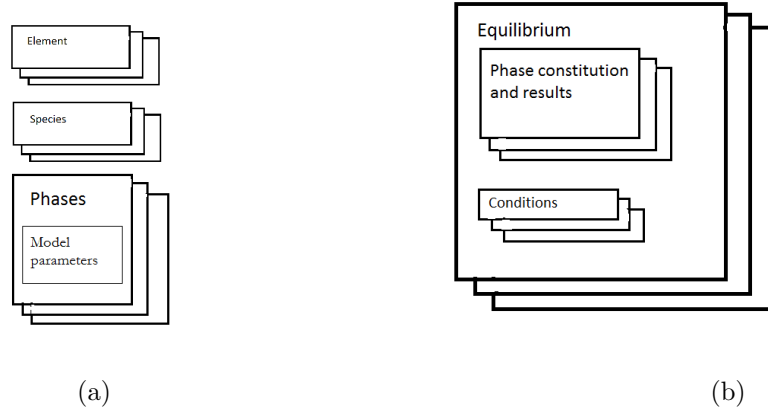 Element
Species
Phases
Model
parameters
(a)
Equilibrium
Phase constitution
and results
Conditions
(b)